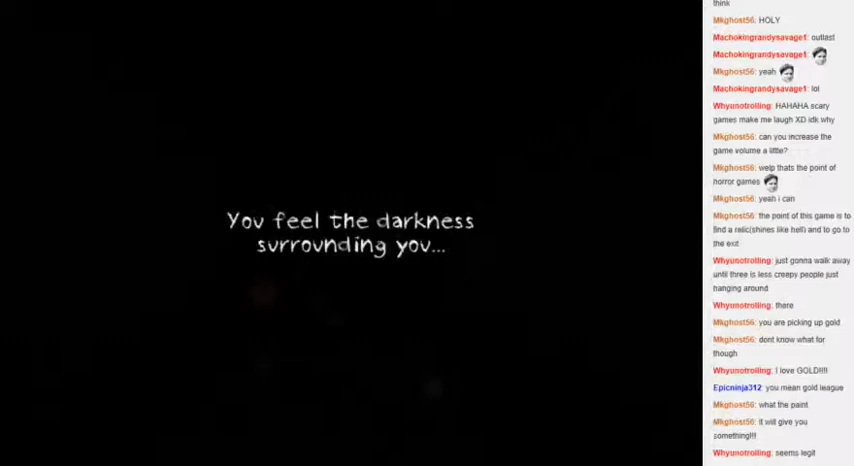 You feel the darkness
surrounding you...
think
Mkghost56: HOLY
Machokingrandysavage1: outlast
Machokingrandysavage1:
Mkghost56: yeah
Machokingrandysavage1: lol
Whyunotrolling: HAHAHA scary
games make me laugh XD idk why
Mkghost56: can you increase the
game volume a little?
Mkghost56: welp thats the point of
horror games
Mkghost56: yeah i can
Mkghost56: the point of this game is to
find a relic(shines like hell) and to go to
the exit
Whyunotrolling: just gonna walk away
until three is less creepy people just
hanging around
Whyunotrolling: there
Mkghost56: you are picking up gold
Mkghost56: dont know what for
though
Whyunotrolling: I love GOLD!!!!
Epicninja312: you mean gold league
Mkghost56: what the paint
Mkghost56: it will give you
something!!!
Whyunotrolling: seems legit